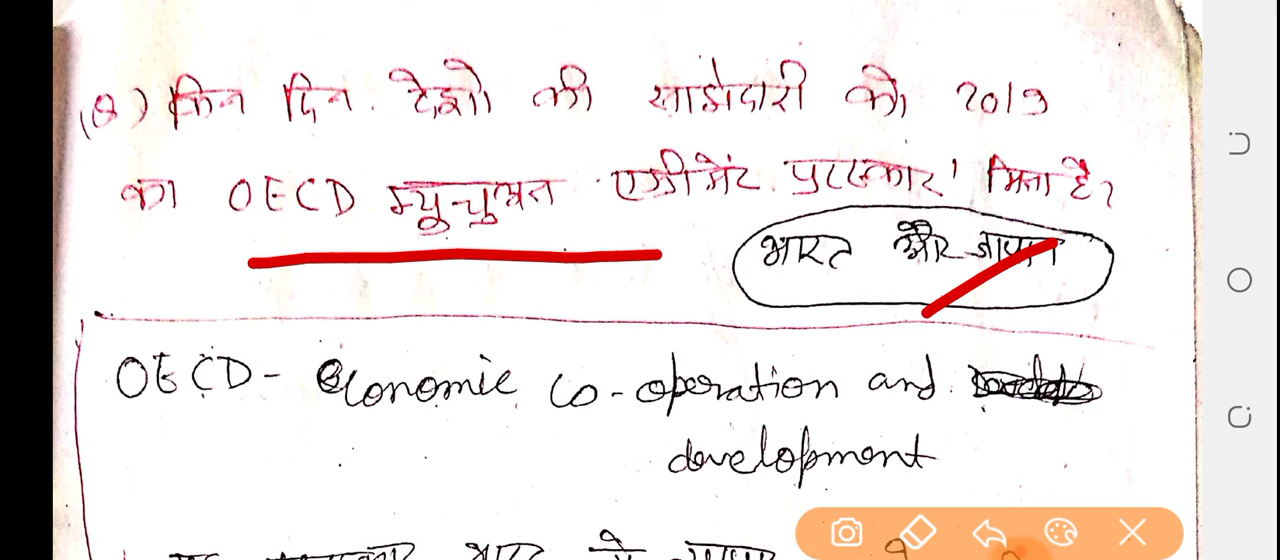 (Q) किन दिन देशो की साझेदारी को 2019
का OECD म्यूचुअल एग्रीमेंट पुरस्कार मिला है?
भारत और जापान
OECD - Economic co-operation and
development